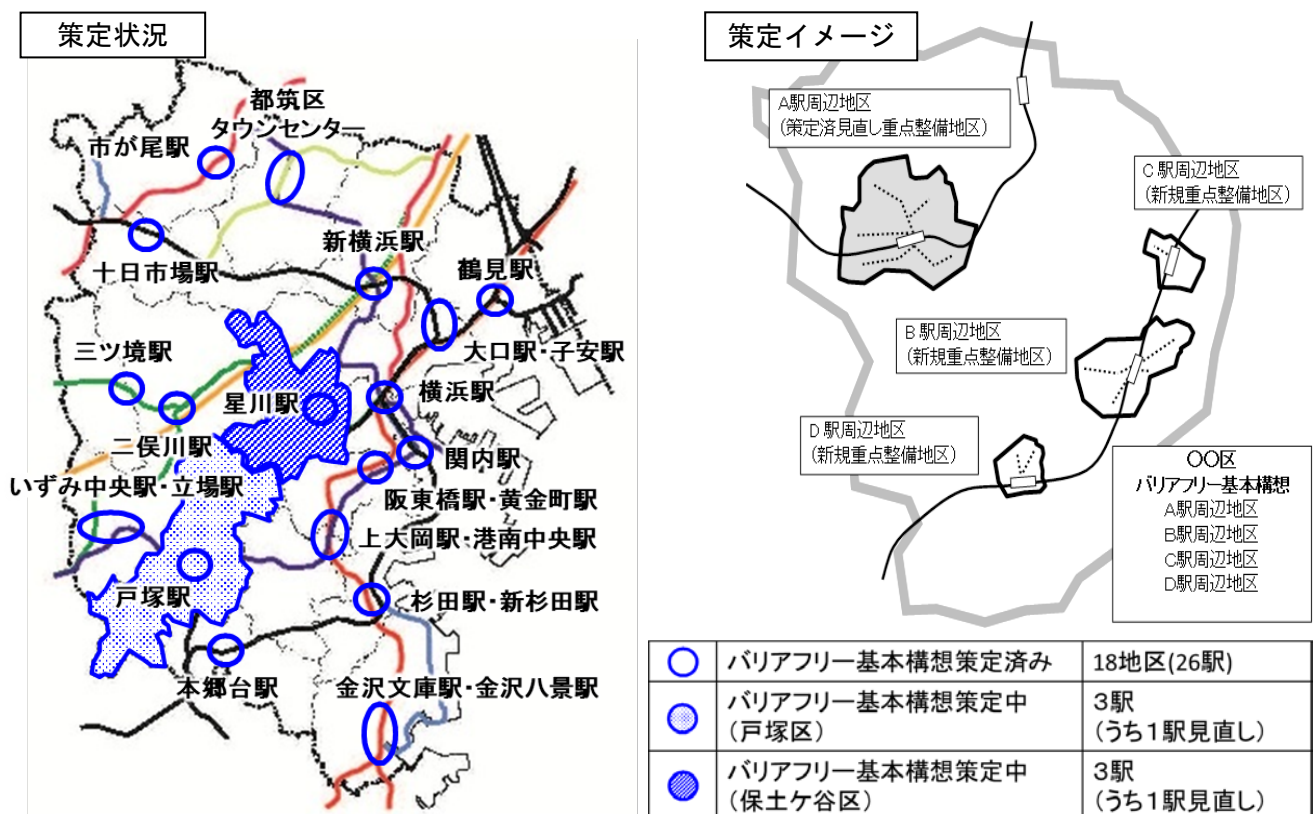 策定状況
都筑区
タウンセンター
市が尾駅
新横浜駅
十日市場駅
鶴見駅
三ツ境駅
大口駅・子安駅
横浜駅
星川駅
二俣川駅
関内駅
いずみ中央駅・立場駅
阪東橋駅・黄金町駅
上大岡駅・港南中央駅
戸塚駅
杉田駅・新杉田駅
本郷台駅
金沢文庫駅・金沢八景駅
策定イメージ
A駅周辺地区
(策定済見直し重点整備地区)
C駅周辺地区
(新規重点整備地区)
B駅周辺地区
(新規重点整備地区)
D駅周辺地区
(新規重点整備地区)
〇〇区
バリアフリー基本構想
A駅周辺地区
B駅周辺地区
C駅周辺地区
D駅周辺地区
バリアフリー基本構想策定済み 18地区(26駅)
バリアフリー基本構想策定中
(戸塚区)
3駅
(うち1駅見直し)
バリアフリー基本構想策定中
(保土ケ谷区)
3駅
(うち1駅見直し)